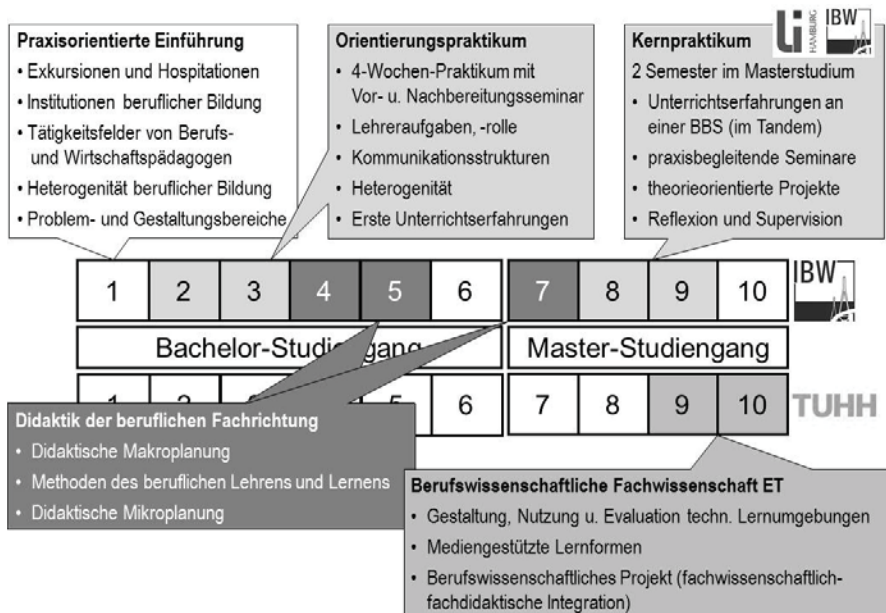 Praxisorientierte Einführung
• Exkursionen und Hospitationen
• Institutionen beruflicher Bildung
• Tätigkeitsfelder von Berufs-
und Wirtschaftspädagogen
• Heterogenität beruflicher Bildung
• Problem- und Gestaltungsbereiche
Orientierungspraktikum
• 4-Wochen-Praktikum mit
Vor- u. Nachbereitungsseminar
• Lehreraufgaben, -rolle
• Kommunikationsstrukturen
• Heterogenität
• Erste Unterrichtserfahrungen
Li
HAMBURG
IBW
Kernpraktikum
2 Semester im Masterstudium
• Unterrichtserfahrungen an
einer BBS (im Tandem)
• praxisbegleitende Seminare
• theorieorientierte Projekte
• Reflexion und Supervision
1 2 3 4 5 6 7 8 9 10
IBW
Bachelor-Studiengang Master-Studiengang
6 7 8 9 10
TUHH
Didaktik der beruflichen Fachrichtung
• Didaktische Makroplanung
• Methoden des beruflichen Lehrens und Lernens
• Didaktische Mikroplanung
Berufswissenschaftliche Fachwissenschaft ET
• Gestaltung, Nutzung u. Evaluation techn. Lernumgebungen
• Mediengestützte Lernformen
• Berufswissenschaftliches Projekt (fachwissenschaftlich-
fachdidaktische Integration)